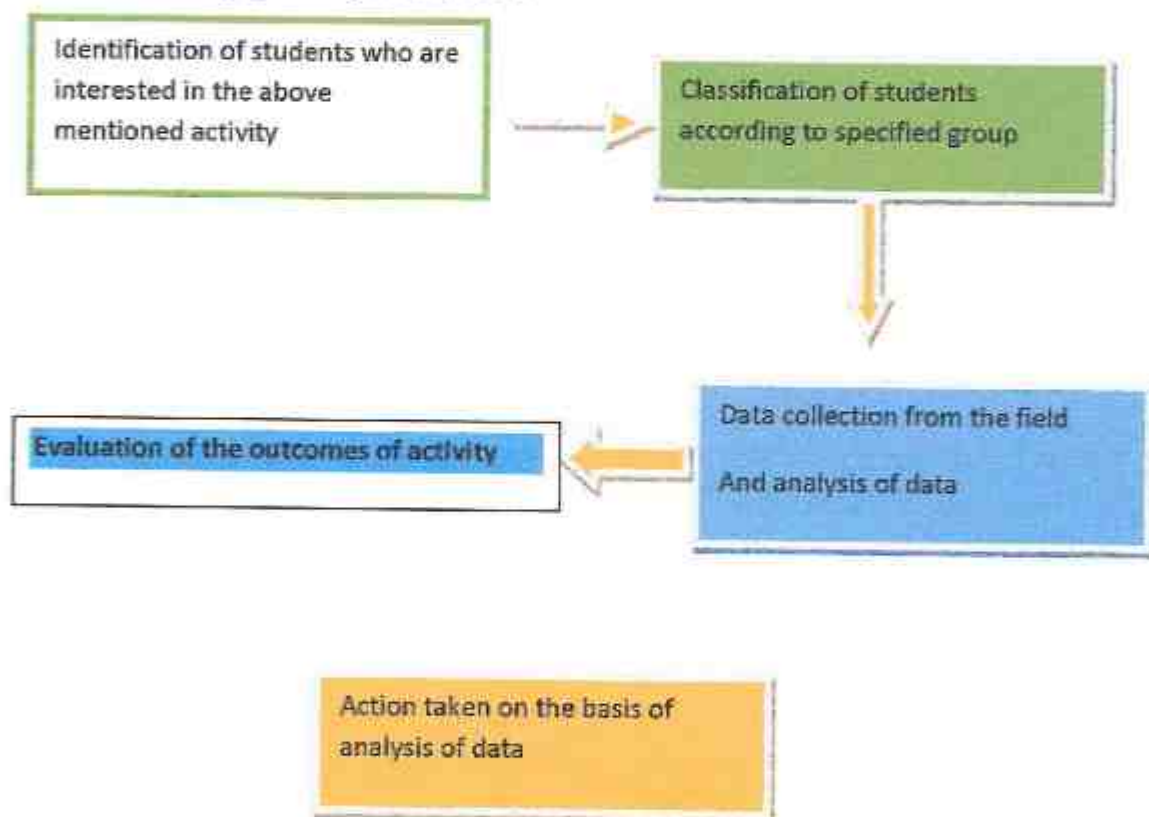 Identification of students who are
interested in the above
mentioned activity
Classification of students
according to specified group
Data collection from the field
And analysis of data
Evaluation of the outcomes of activity
Action taken on the basis of
analysis of data